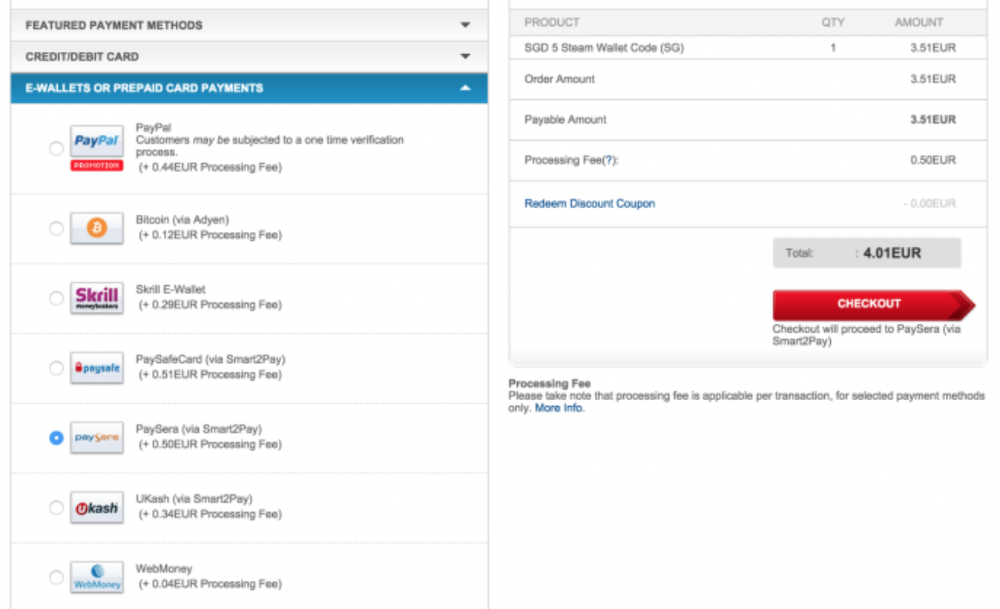 FEATURED PAYMENT METHODS
CREDIT/DEBIT CARD
E-WALLETS OR PREPAID CARD PAYMENTS
PayPal
PROMOTION
PayPal
Customers may be subjected to a one time verification
process.
(+ 0.44EUR Processing Fee)
Bitcoin (via Adyen)
(+ 0.12EUR Processing Fee)
Skrill
moneybookers
Skrill E-Wallet
(+ 0.29EUR Processing Fee)
paysafe
PaySafeCard (via Smart2Pay)
(+ 0.51EUR Processing Fee)
paysera
PaySera (via Smart2Pay)
(+ 0.50EUR Processing Fee)
Ukash
UKash (via Smart2Pay)
(+ 0.34EUR Processing Fee)
WebMoney
WebMoney
(+ 0.04EUR Processing Fee)
PRODUCT QTY AMOUNT
SGD 5 Steam Wallet Code (SG) 1 3.51EUR
Order Amount 3.51EUR
Payable Amount 3.51EUR
Processing Fee(?): 0.50EUR
Redeem Discount Coupon - 0.00EUR
Total: : 4.01EUR
CHECKOUT
Checkout will proceed to PaySera (via
Smart2Pay)
Processing Fee
Please take note that processing fee is applicable per transaction, for selected payment methods
only. More Info.